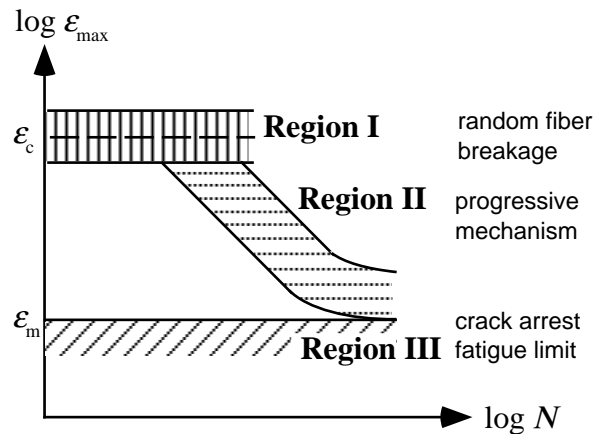 log εmax
εc
Region I
random fiber
breakage
Region II
progressive
mechanism
εm
Region III
crack arrest
fatigue limit
log N